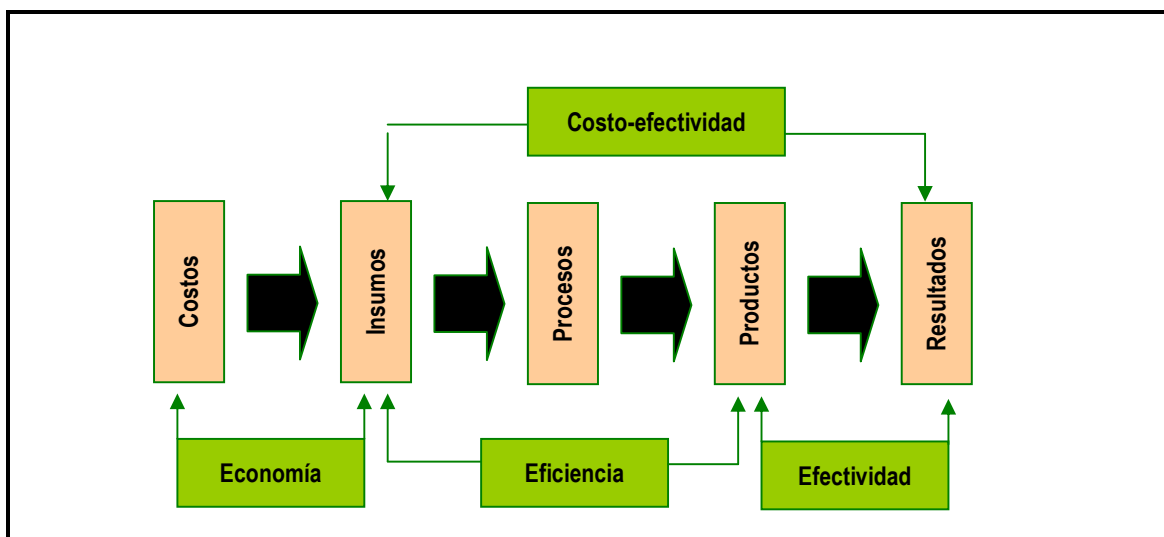 Costo-efectividad
Costos
Insumos
Procesos
Productos
Resultados
Economía
Eficiencia
Efectividad